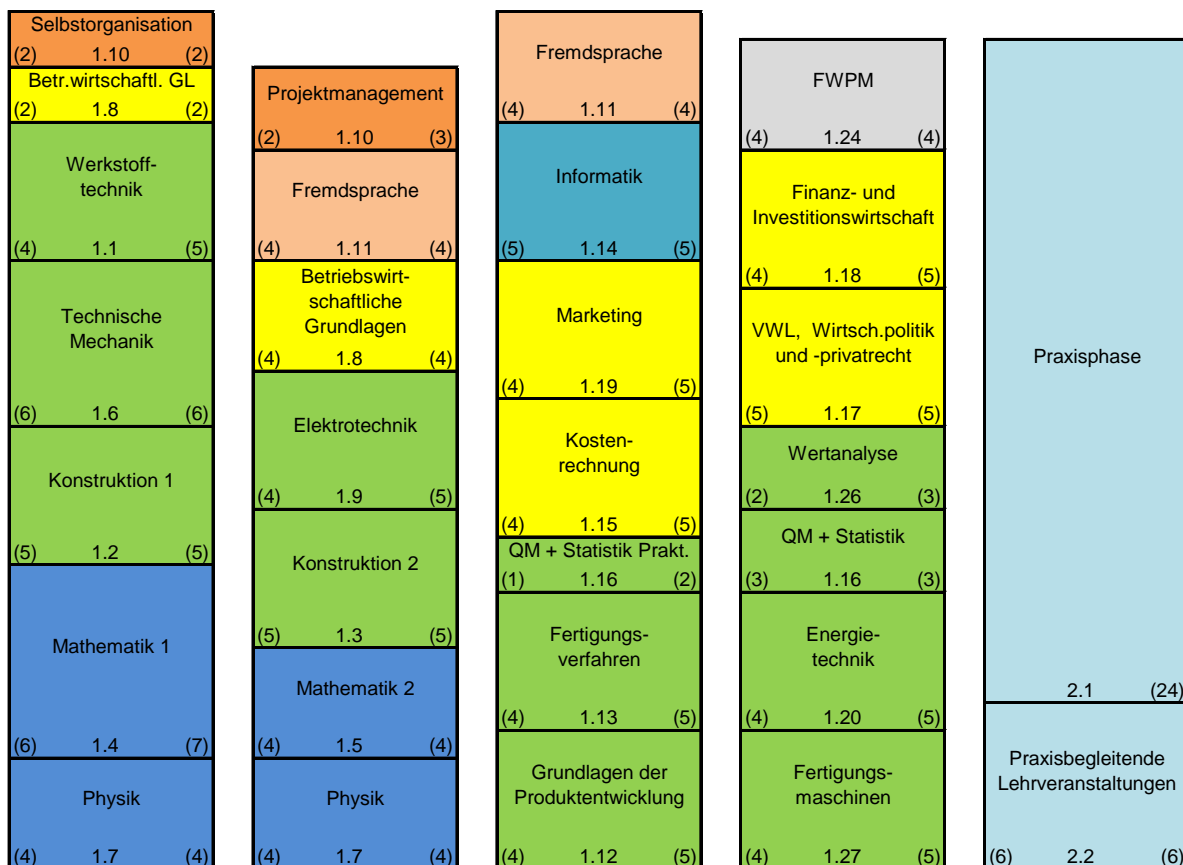 Selbstorganisation
(2) 1.10 (2)
Betr.wirtschaftl. GL
(2) 1.8 (2)
Werkstoff-
technik
(4) 1.1 (5)
Technische
Mechanik
(6) 1.6 (6)
Konstruktion 1
(5) 1.2 (5)
Mathematik 1
(6) 1.4 (7)
Physik
(4) 1.7 (4)
Projektmanagement
(2) 1.10 (3)
Fremdsprache
(4) 1.11 (4)
Betriebswirt-
schaftliche
Grundlagen
(4) 1.8 (4)
Elektrotechnik
(4) 1.9 (5)
Konstruktion 2
(5) 1.3 (5)
Mathematik 2
(4) 1.5 (4)
Physik
(4) 1.7 (4)
Fremdsprache
(4) 1.11 (4)
Informatik
(5) 1.14 (5)
Marketing
(4) 1.19 (5)
Kosten-
rechnung
(4) 1.15 (5)
QM + Statistik Prakt.
(1) 1.16 (2)
Fertigungs-
verfahren
(4) 1.13 (5)
Grundlagen der
Produktentwicklung
(4) 1.12 (5)
FWPM
(4) 1.24 (4)
Finanz- und
Investitionswirtschaft
(4) 1.18 (5)
VWL, Wirtsch.politik
und -privatrecht
(5) 1.17 (5)
Wertanalyse
(2) 1.26 (3)
QM + Statistik
(3) 1.16 (3)
Energie-
technik
(4) 1.20 (5)
Fertigungs-
maschinen
(4) 1.27 (5)
Praxisphase
2.1 (24)
Praxisbegleitende
Lehrveranstaltungen
(6) 2.2 (6)